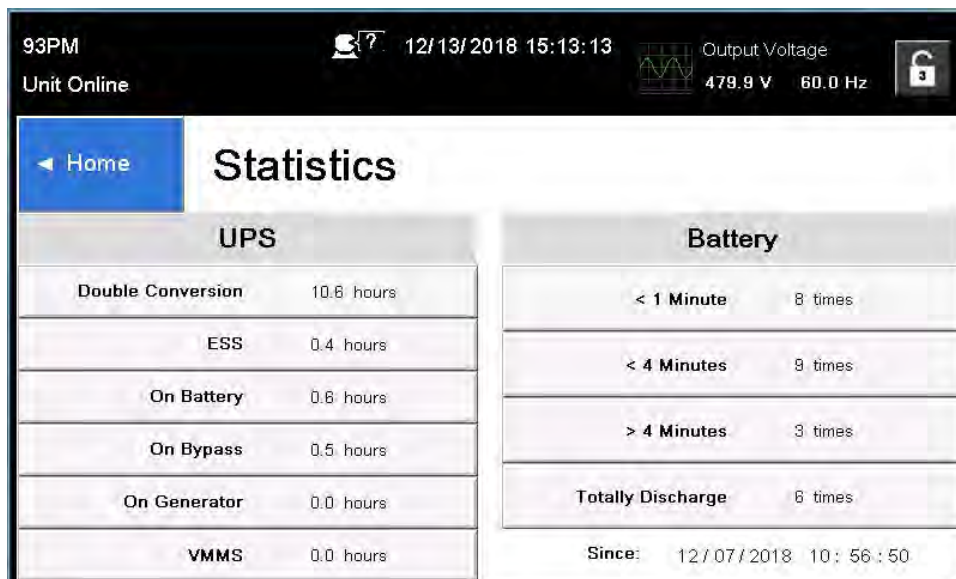 93PM
? 12/13/2018 15:13:13
Output Voltage
Unit Online
479.9 V 60.0 Hz
3
◄ Home
Statistics
UPS
Double Conversion 10.6 hours
ESS 0.4 hours
On Battery 0.6 hours
On Bypass 0.5 hours
On Generator 0.0 hours
VMMS 0.0 hours
Battery
< 1 Minute 8 times
< 4 Minutes 9 times
> 4 Minutes 3 times
Totally Discharge 6 times
Since: 12/07/2018 10:56:50